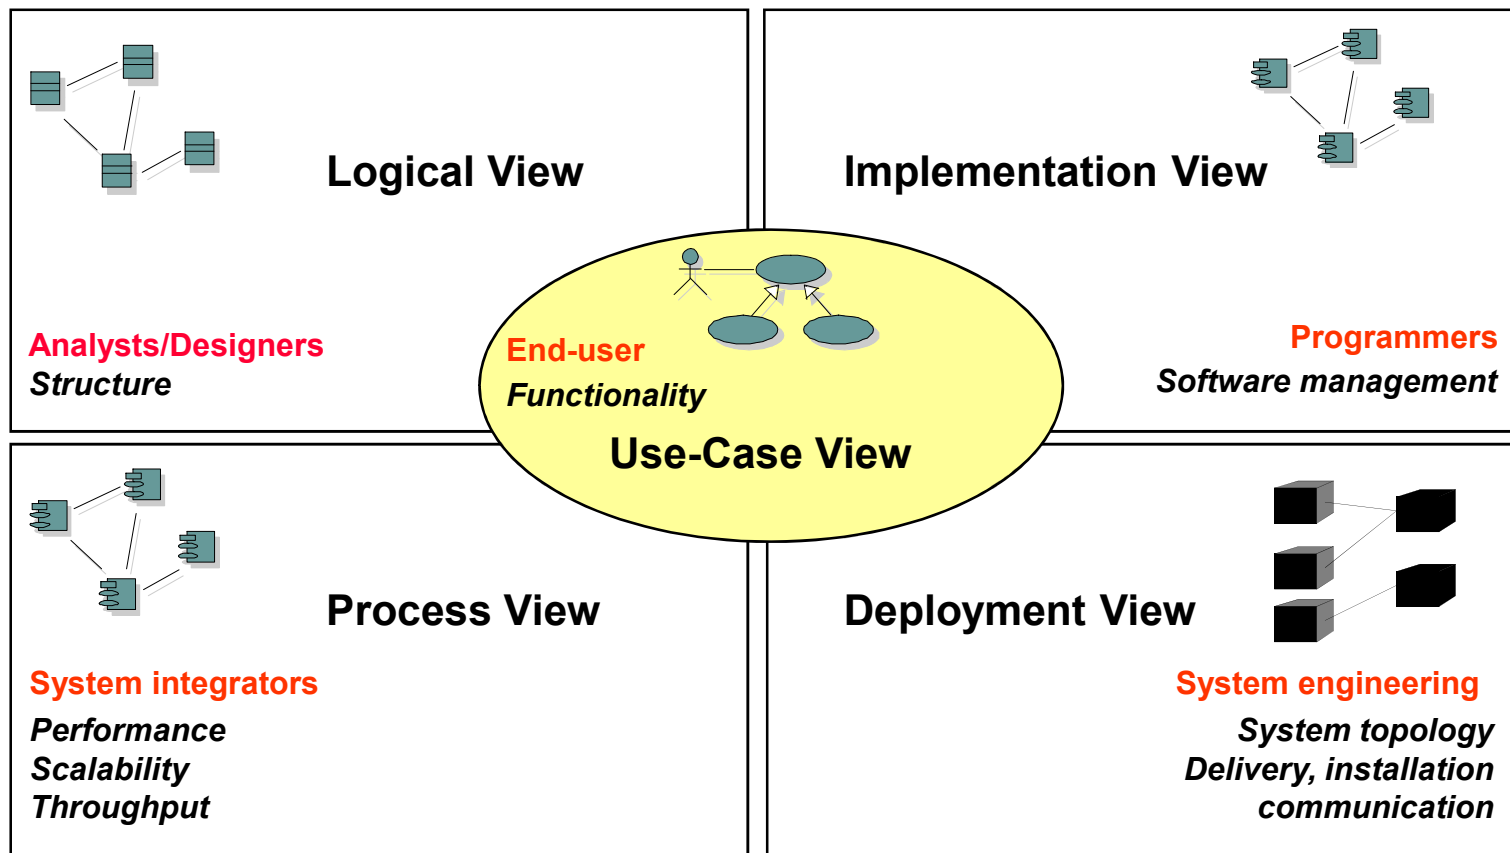 Logical View
Analysts/Designers
Structure
Implementation View
Programmers
Software management
End-user
Functionality
Use-Case View
Process View
System integrators
Performance
Scalability
Throughput
Deployment View
System engineering
System topology
Delivery, installation
communication